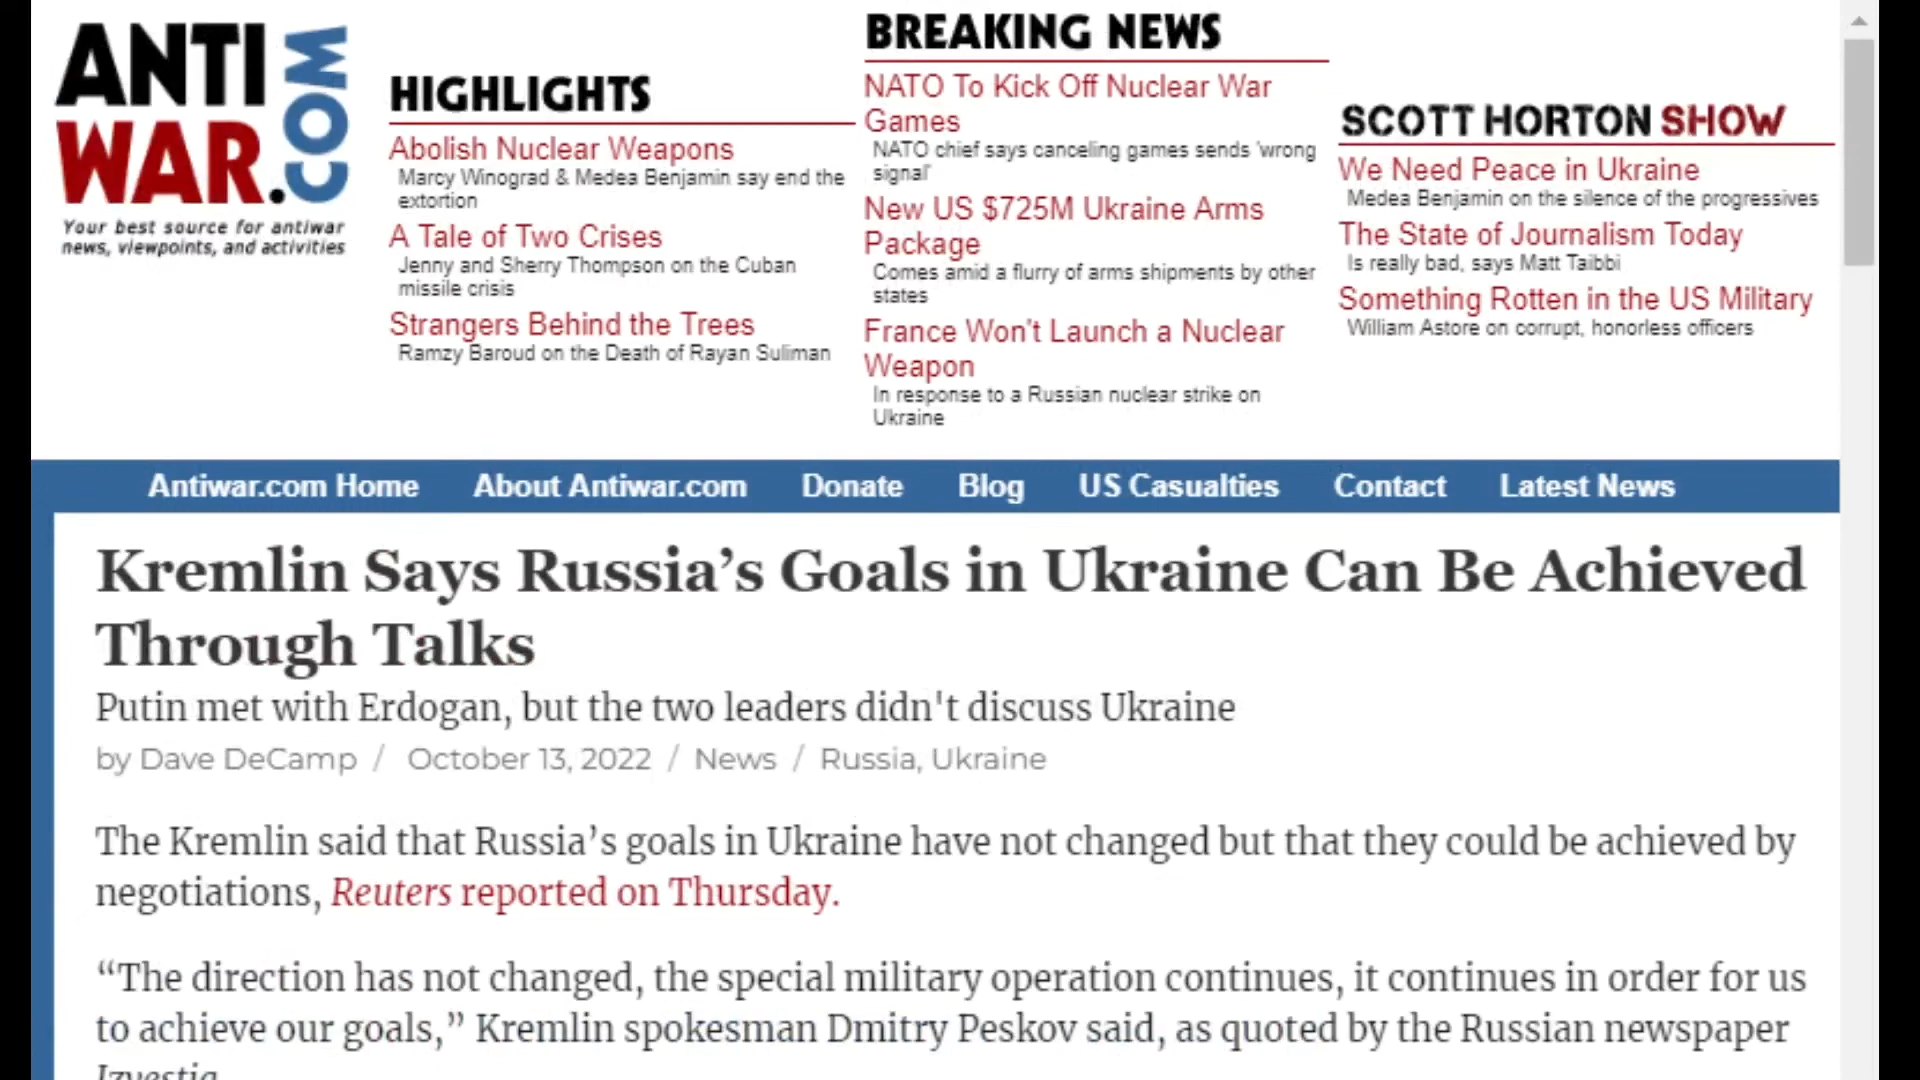 ANTI
WAR.COM
Your best source for antiwar
news, viewpoints, and activities
HIGHLIGHTS
Abolish Nuclear Weapons
Marcy Winograd & Medea Benjamin say end the
extortion
A Tale of Two Crises
Jenny and Sherry Thompson on the Cuban
missile crisis
Strangers Behind the Trees
Ramzy Baroud on the Death of Rayan Suliman
BREAKING NEWS
NATO To Kick Off Nuclear War
Games
NATO chief says canceling games sends 'wrong
signal'
New US $725M Ukraine Arms
Package
Comes amid a flurry of arms shipments by other
states
France Won't Launch a Nuclear
Weapon
In response to a Russian nuclear strike on
Ukraine
SCOTT HORTON SHOW
We Need Peace in Ukraine
Medea Benjamin on the silence of the progressives
The State of Journalism Today
Is really bad, says Matt Taibbi
Something Rotten in the US Military
William Astore on corrupt, honorless officers
Antiwar.com Home About Antiwar.com Donate Blog US Casualties Contact Latest News
Kremlin Says Russia’s Goals in Ukraine Can Be Achieved
Through Talks
Putin met with Erdogan, but the two leaders didn't discuss Ukraine
by Dave DeCamp / October 13, 2022 / News / Russia, Ukraine
The Kremlin said that Russia’s goals in Ukraine have not changed but that they could be achieved by
negotiations, Reuters reported on Thursday.
“The direction has not changed, the special military operation continues, it continues in order for us
to achieve our goals,” Kremlin spokesman Dmitry Peskov said, as quoted by the Russian newspaper
Izvestia